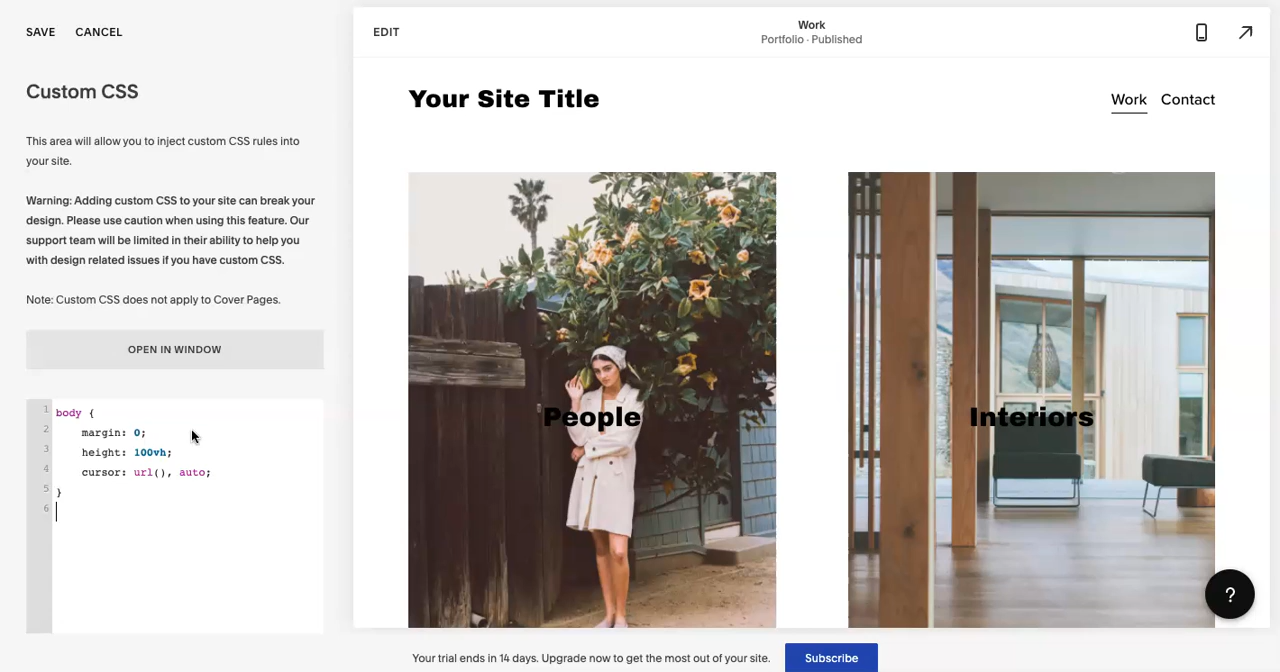 SAVE CANCEL
Custom CSS
This area will allow you to inject custom CSS rules into
your site.
Warning: Adding custom CSS to your site can break your
design. Please use caution when using this feature. Our
support team will be limited in their ability to help you
with design related issues if you have custom CSS.
Note: Custom CSS does not apply to Cover Pages.
OPEN IN WINDOW
1 body {
2 margin: 0;
3 height: 100vh;
4 cursor: url(), auto;
5 }
6
EDIT
Work
Portfolio · Published
Your Site Title
Work Contact
People
Interiors
?
Your trial ends in 14 days. Upgrade now to get the most out of your site. Subscribe